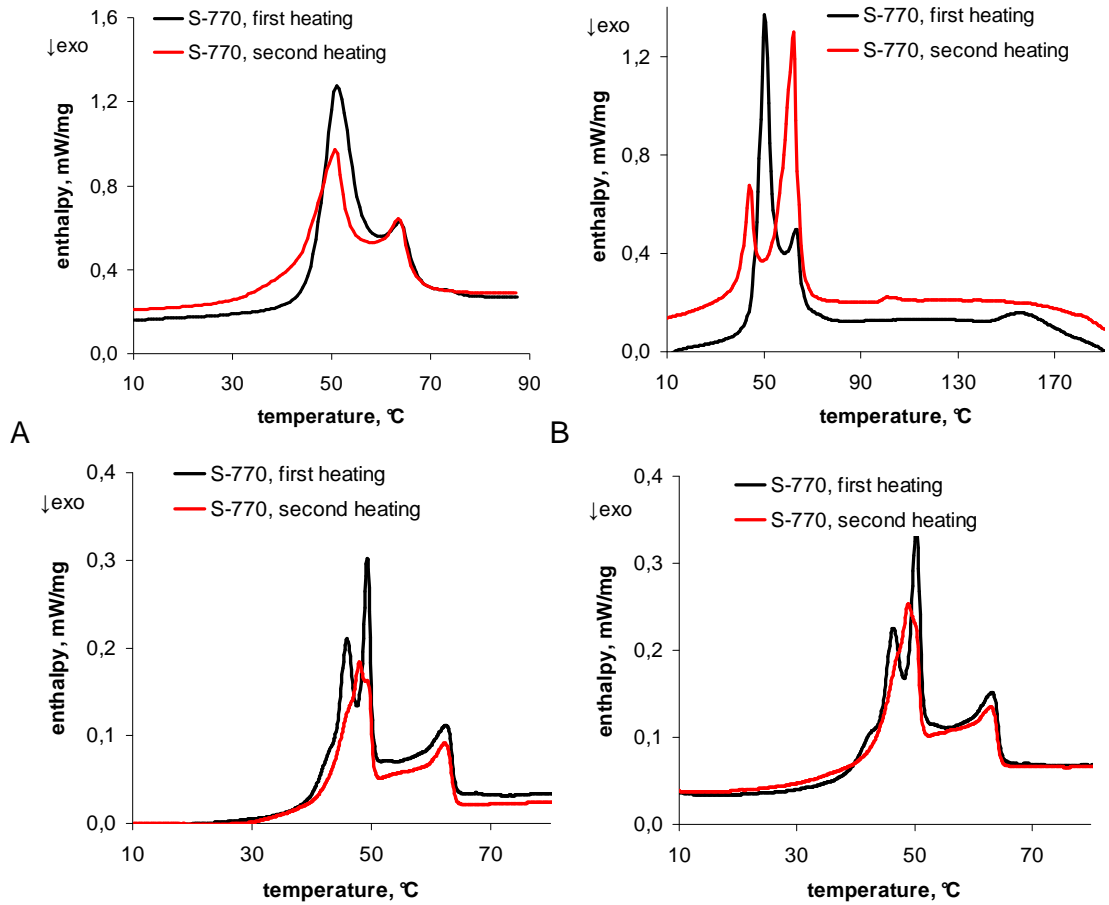 1,6
1,2
0,8
0,4
0,0
↓exo
enthalpy, mW/mg
S-770, first heating
S-770, second heating
10
30
50
70
90
temperature, °C
A
↓exo
1,2
0,8
0,4
0,0
enthalpy, mW/mg
S-770, first heating
S-770, second heating
10
50
90
130
170
temperature, °C
B
0,4
0,3
0,2
0,1
0,0
↓exo
enthalpy, mW/mg
S-770, first heating
S-770, second heating
10
30
50
70
temperature, °C
0,4
0,3
0,2
0,1
0,0
↓exo
enthalpy, mW/mg
S-770, first heating
S-770, second heating
10
30
50
70
temperature, °C